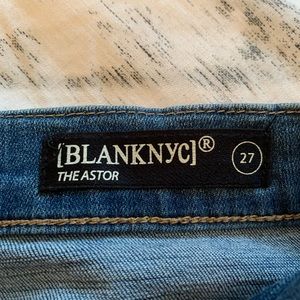 [BLANKNYC]®
THE ASTOR
27